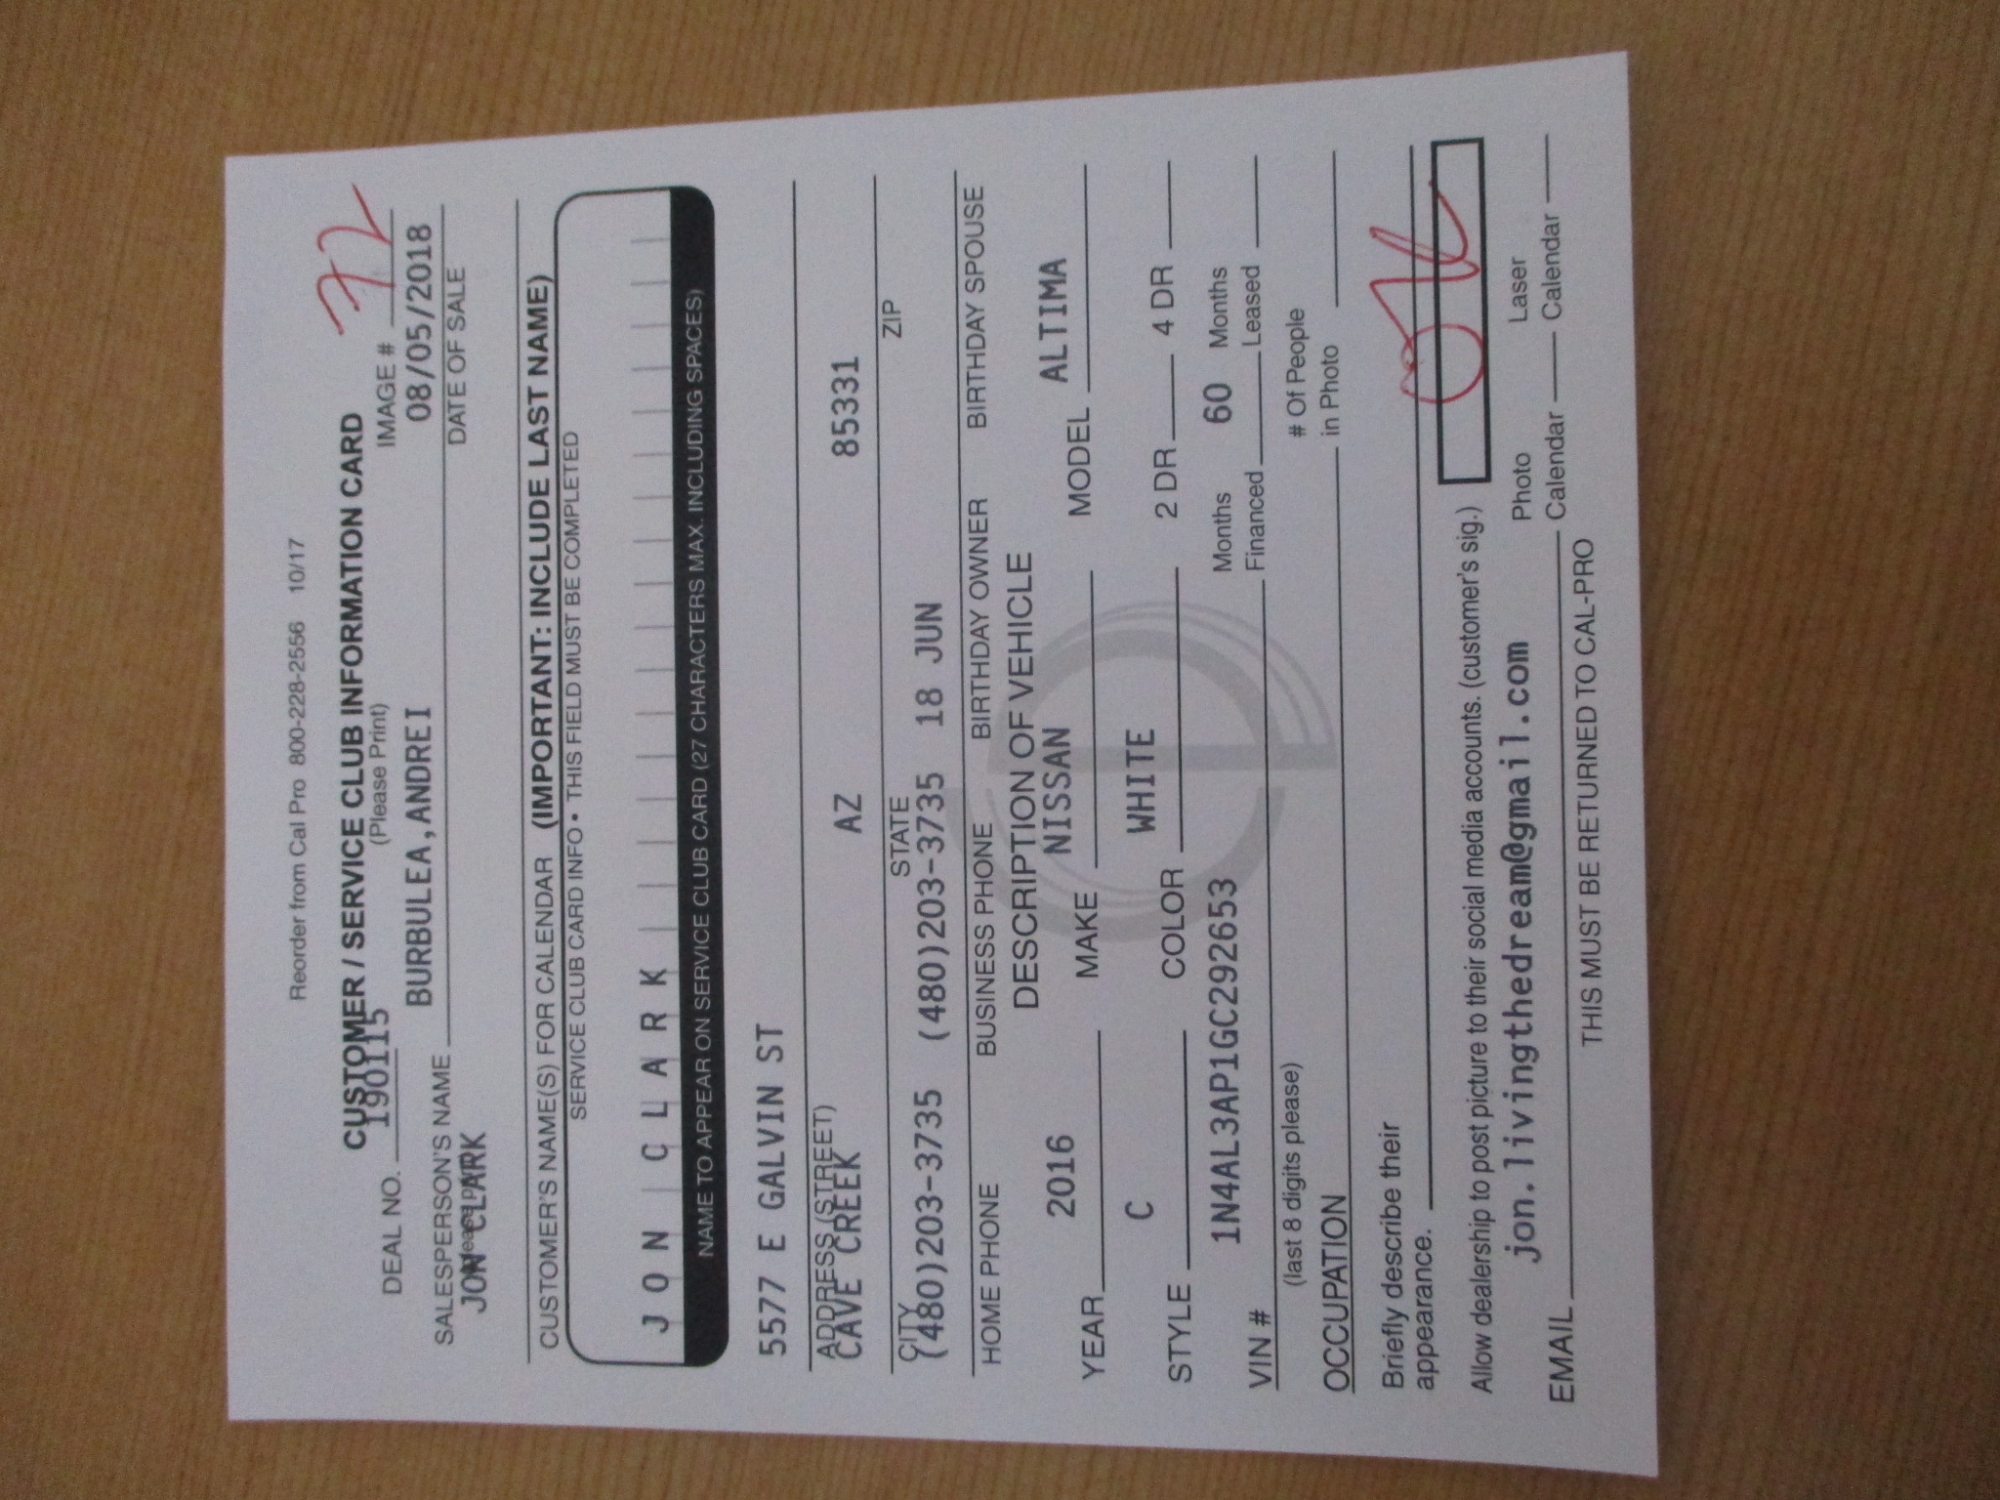 Reorder from Cal Pro 800-228-2556 10/17
CUSTOMER / SERVICE CLUB INFORMATION CARD
(Please Print)
DEAL NO. 190115 IMAGE # 72
BURBULEA,ANDREI 08/05/2018
SALESPERSON'S NAME DATE OF SALE
JON CLARK
CUSTOMER'S NAME(S) FOR CALENDAR (IMPORTANT: INCLUDE LAST NAME)
SERVICE CLUB CARD INFO • THIS FIELD MUST BE COMPLETED
JON CLARK
NAME TO APPEAR ON SERVICE CLUB CARD (27 CHARACTERS MAX. INCLUDING SPACES)
5577 E GALVIN ST
ADDRESS (STREET)
CAVE CREEK AZ 85331
CITY STATE ZIP
(480)203-3735 (480)203-3735 18 JUN
HOME PHONE BUSINESS PHONE BIRTHDAY OWNER BIRTHDAY SPOUSE
DESCRIPTION OF VEHICLE
YEAR 2016 MAKE NISSAN MODEL ALTIMA
STYLE C COLOR WHITE 2 DR 4 DR
VIN # 1N4AL3AP1GC292653 Months Financed 60 Months Leased
(last 8 digits please)
OCCUPATION # Of People in Photo
Briefly describe their
appearance.
Allow dealership to post picture to their social media accounts. (customer's sig.)
EMAIL jon.livingthedream@gmail.com Photo Calendar Laser Calendar
THIS MUST BE RETURNED TO CAL-PRO